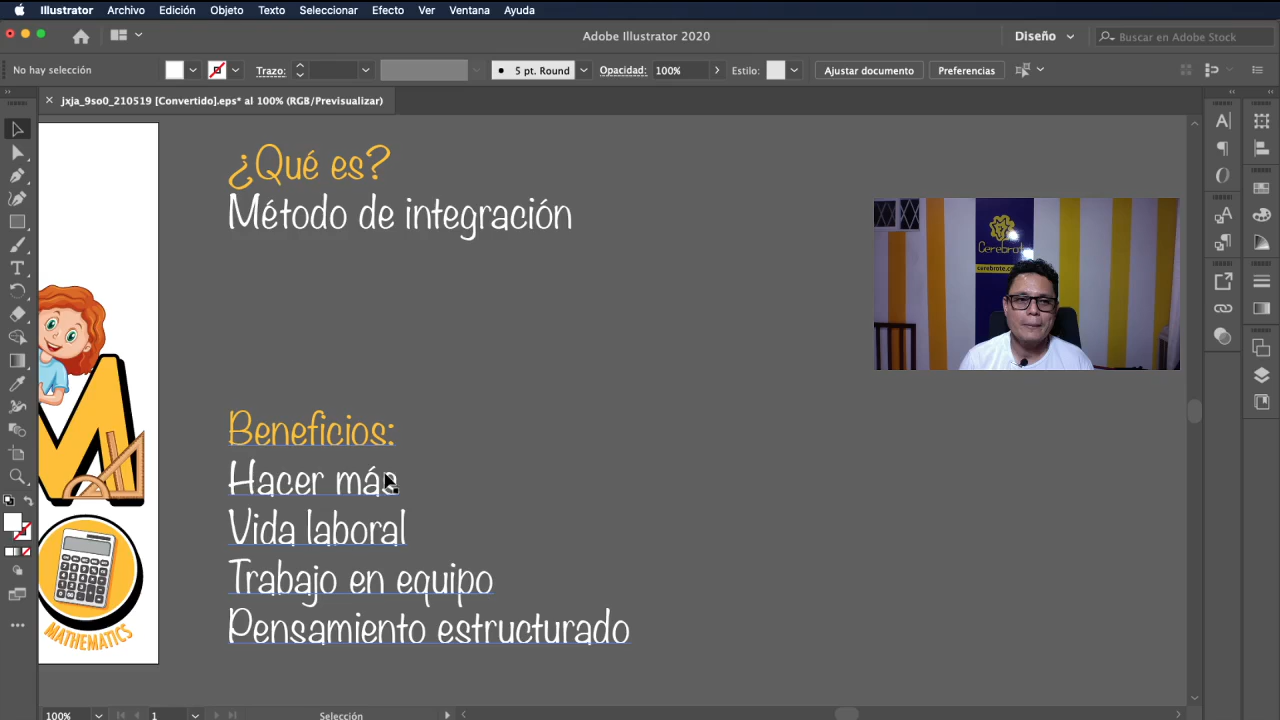 Illustrator Archivo Edición Objeto Texto Seleccionar Efecto Ver Ventana Ayuda
Adobe Illustrator 2020
Diseño
Buscar en Adobe Stock
No hay selección
Trazo:
5 pt. Round
Opacidad: 100%
Estilo:
Ajustar documento
Preferencias
jxja_9so0_210519 [Convertido].eps* al 100% (RGB/Previsualizar)
¿Qué es?
Método de integración
Cerebrote
Beneficios:
Hacer más
Vida laboral
Trabajo en equipo
Pensamiento estructurado
M
MATHEMATICS
100%
1
Selección